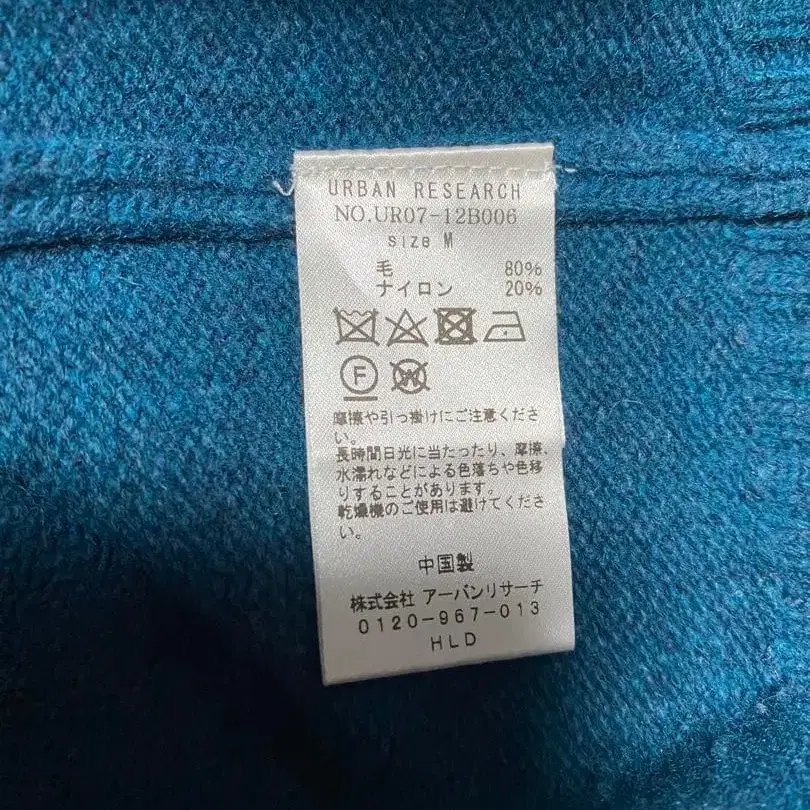 URBAN RESEARCH
NO.UR07-12B006
size M
毛 80%
ナイロン 20%
F W
摩擦や引っ掛けにご注意くださ
い。
長時間日光に当たったり、摩擦、
水濡れなどによる色落ちや色移
りすることがあります。
乾燥機のご使用は避けてくださ
い。
中国製
株式会社 アーバンリサーチ
0120-967-013
HLD